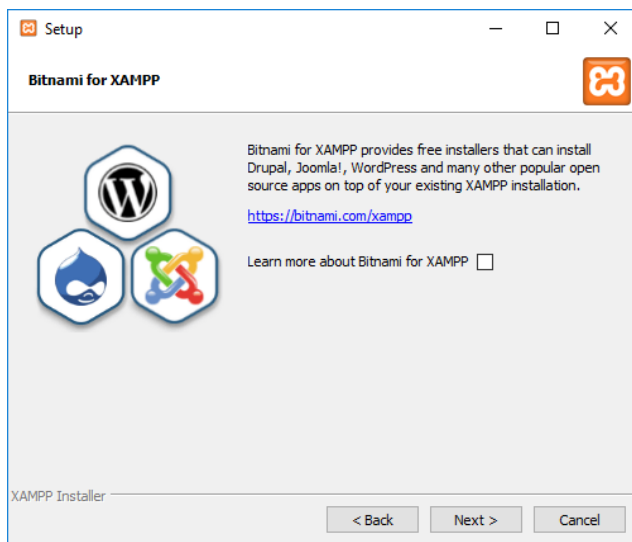 Setup
Bitnami for XAMPP
Bitnami for XAMPP provides free installers that can install
Drupal, Joomla!, WordPress and many other popular open
source apps on top of your existing XAMPP installation.
https://bitnami.com/xampp
Learn more about Bitnami for XAMPP
XAMPP Installer
< Back Next > Cancel